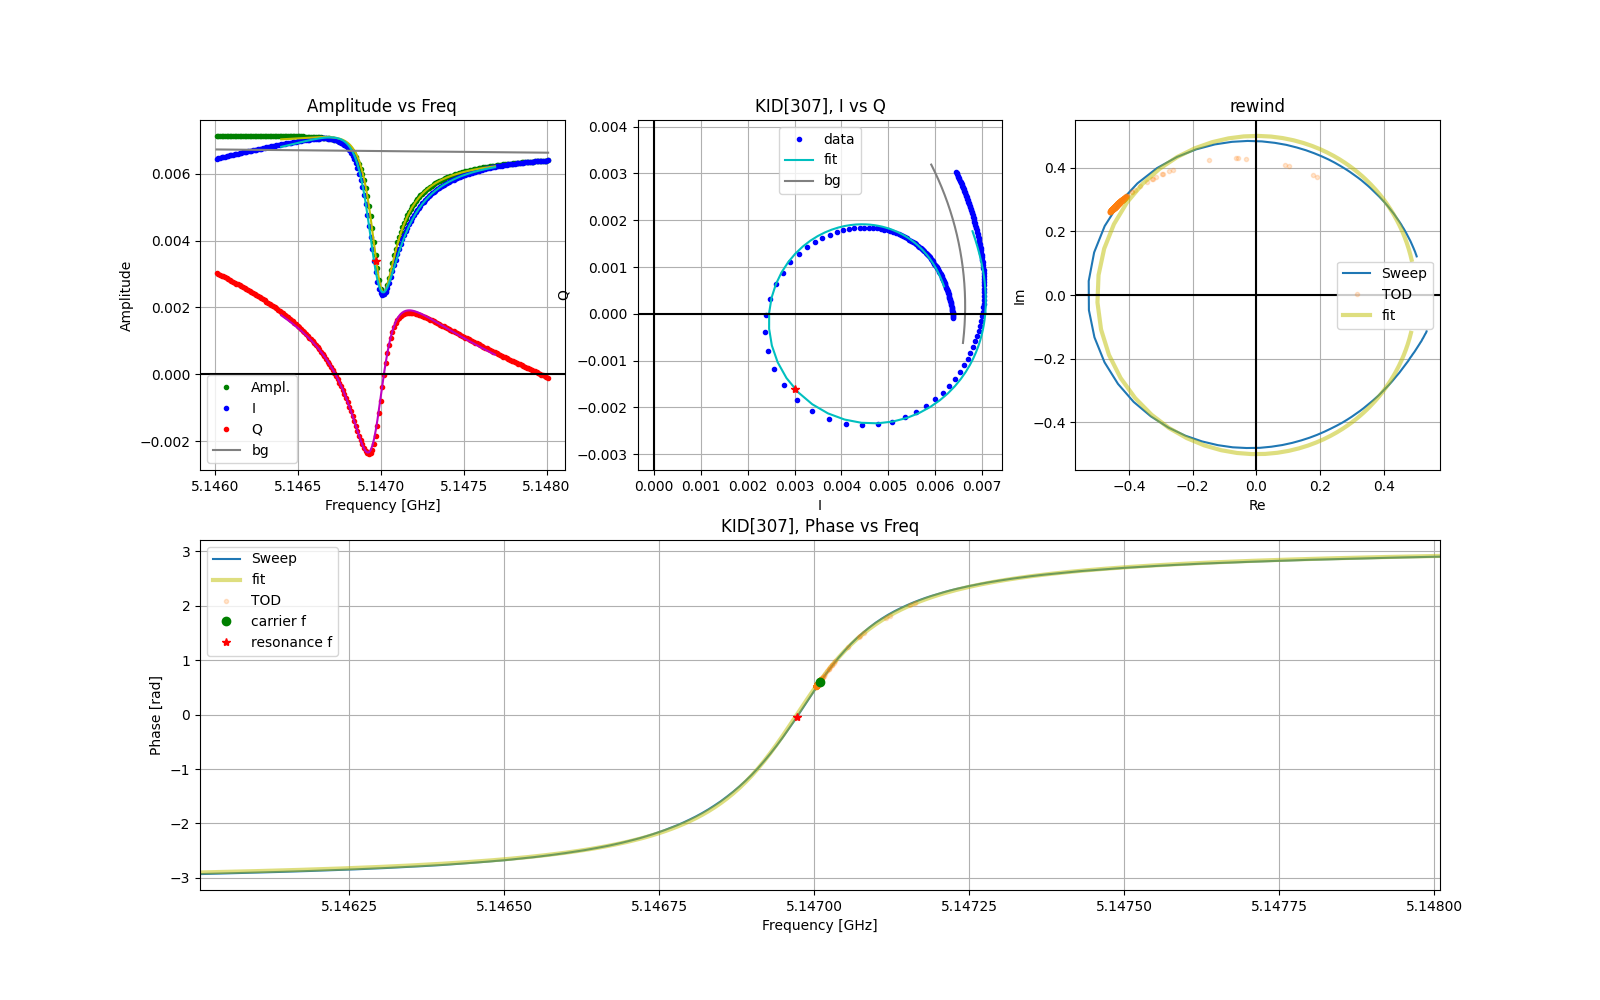 Amplitude vs Freq
Amplitude
0.006
0.004
0.002
0.000
−0.002
Ampl.
I
Q
bg
5.1460
5.1465
5.1470
5.1475
5.1480
Frequency [GHz]
KID[307], I vs Q
Q
0.004
0.003
0.002
0.001
0.000
−0.001
−0.002
−0.003
data
fit
bg
0.000
0.001
0.002
0.003
0.004
0.005
0.006
0.007
I
rewind
Im
0.4
0.2
0.0
−0.2
−0.4
Sweep
TOD
fit
−0.4
−0.2
0.0
0.2
0.4
Re
KID[307], Phase vs Freq
Phase [rad]
3
2
1
0
−1
−2
−3
Sweep
fit
TOD
carrier f
resonance f
5.14625
5.14650
5.14675
5.14700
5.14725
5.14750
5.14775
5.14800
Frequency [GHz]